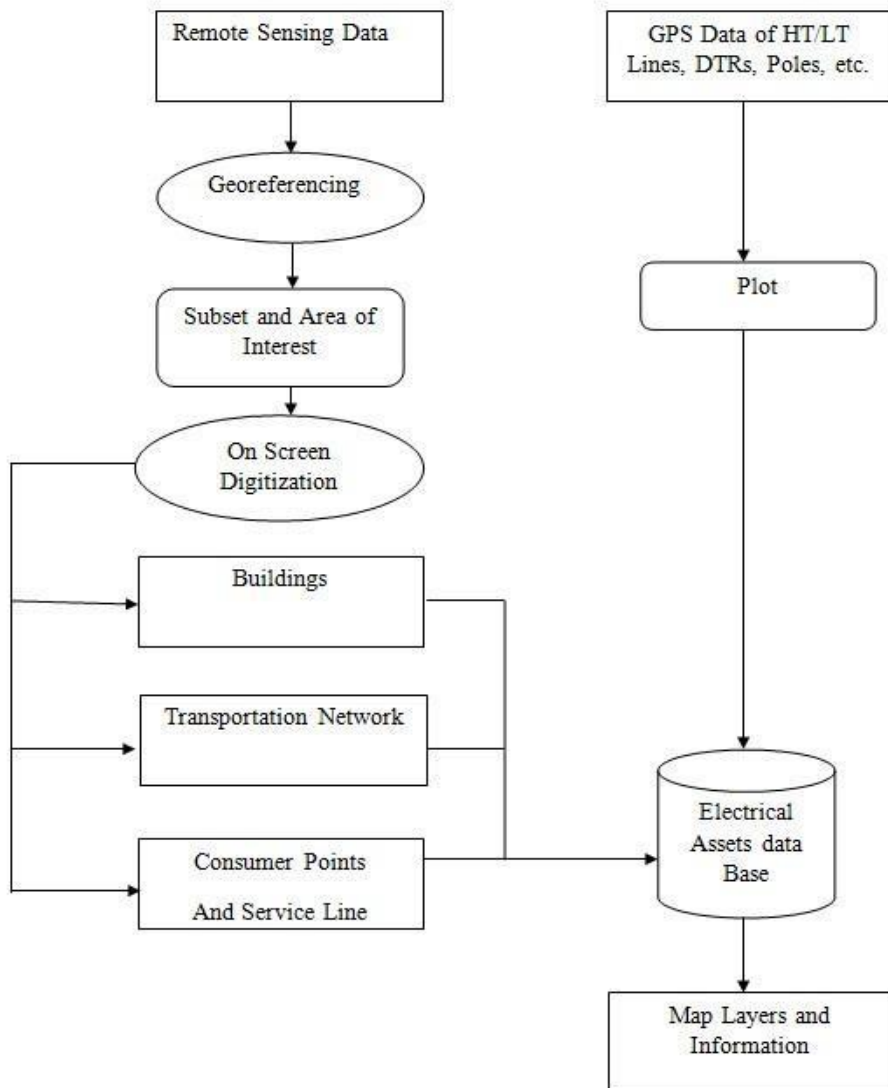 Remote Sensing Data
GPS Data of HT/LT
Lines, DTRs, Poles, etc.
Georeferencing
Subset and Area of
Interest
Plot
On Screen
Digitization
Buildings
Transportation Network
Consumer Points
And Service Line
Electrical
Assets data
Base
Map Layers and
Information